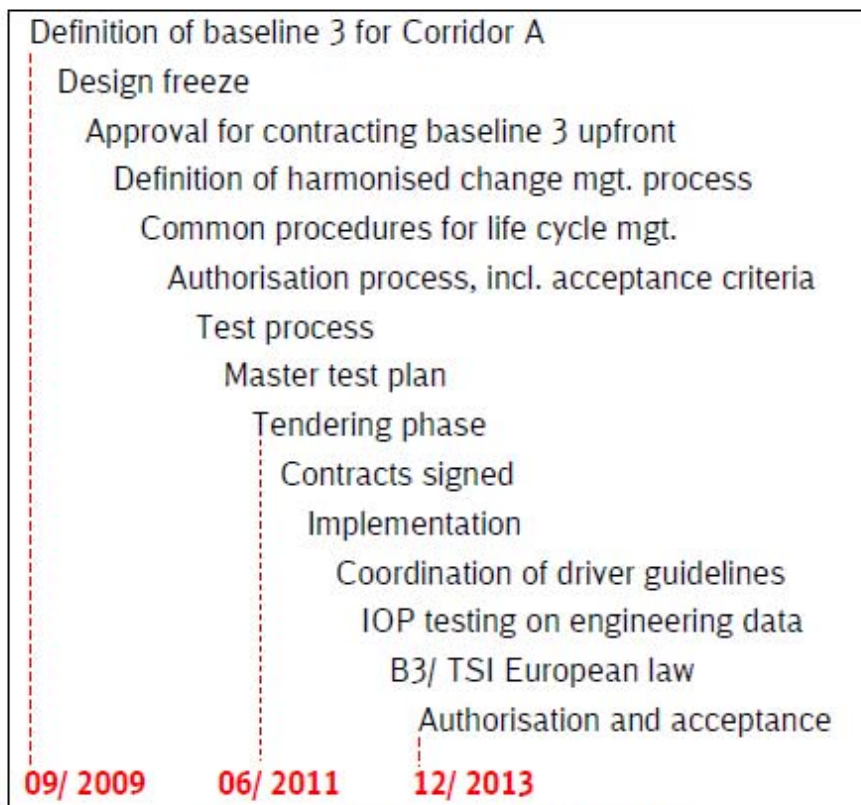 Definition of baseline 3 for Corridor A
Design freeze
Approval for contracting baseline 3 upfront
Definition of harmonised change mgt. process
Common procedures for life cycle mgt.
Authorisation process, incl. acceptance criteria
Test process
Master test plan
Tendering phase
Contracts signed
Implementation
Coordination of driver guidelines
IOP testing on engineering data
B3/ TSI European law
Authorisation and acceptance
09/ 2009 06/ 2011 12/ 2013